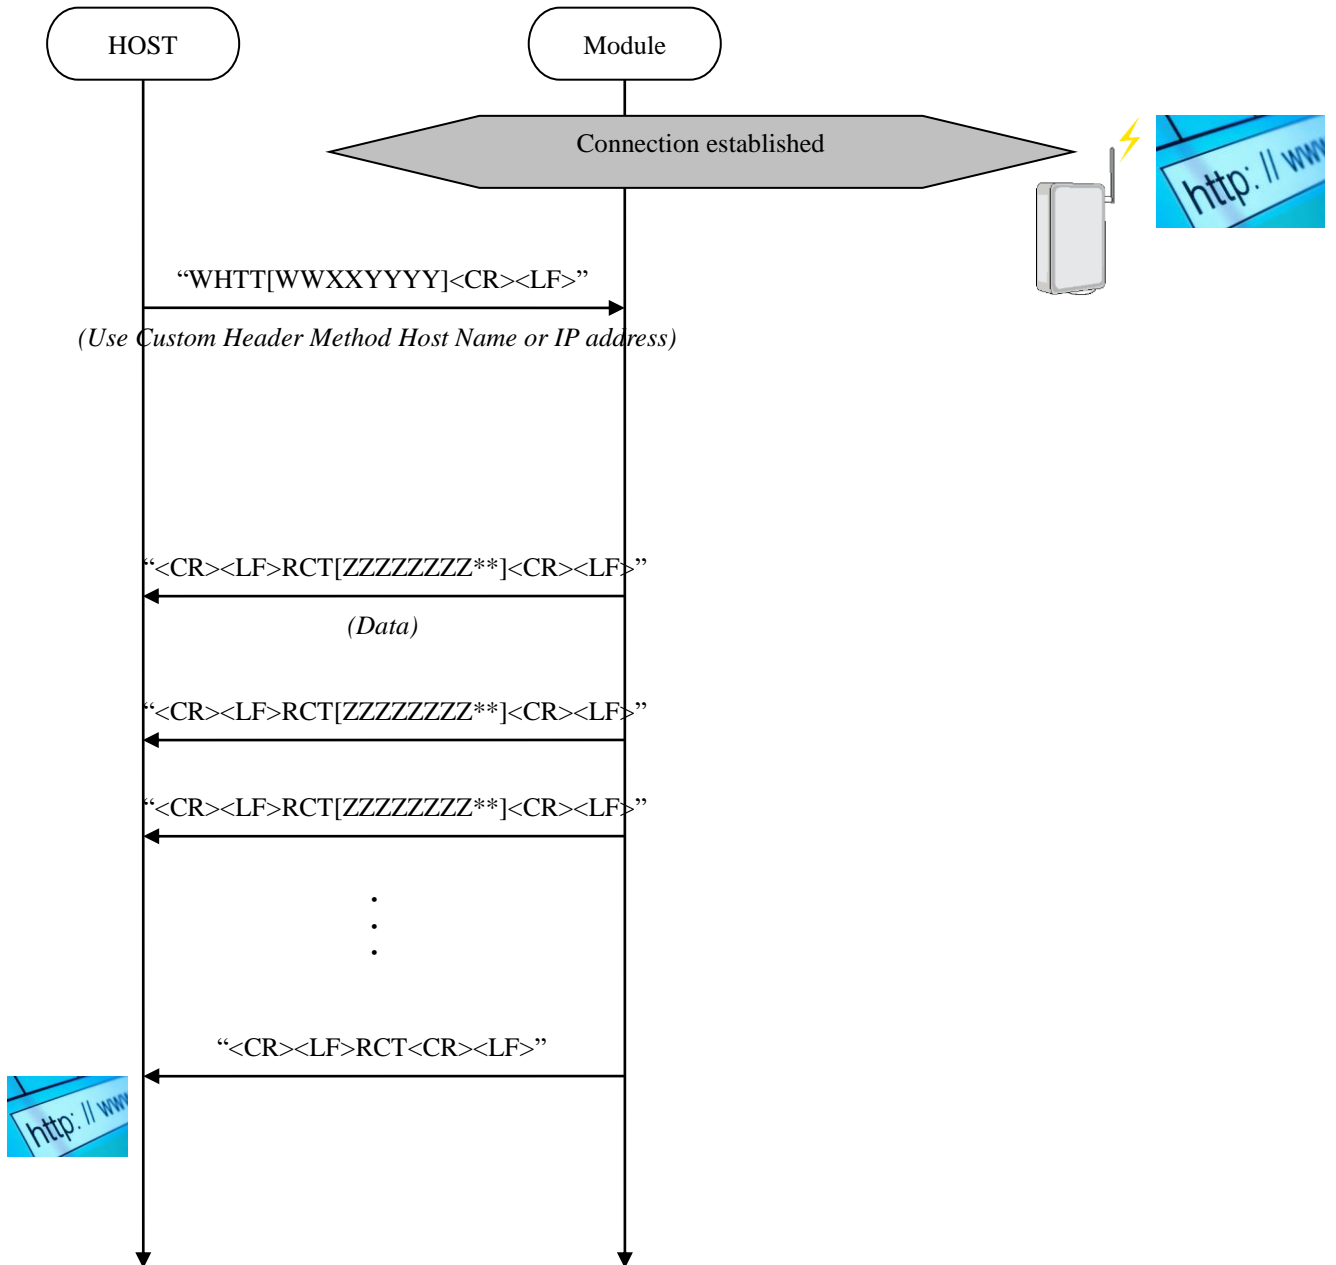 HOST
Module
Connection established
http: // www
“WHTT[WWXXYYYY]<CR><LF>”
(Use Custom Header Method Host Name or IP address)
“<CR><LF>RCT[ZZZZZZZZ**]<CR><LF>”
(Data)
“<CR><LF>RCT[ZZZZZZZZ**]<CR><LF>”
“<CR><LF>RCT[ZZZZZZZZ**]<CR><LF>”
.
.
.
“<CR><LF>RCT<CR><LF>”
http: // www